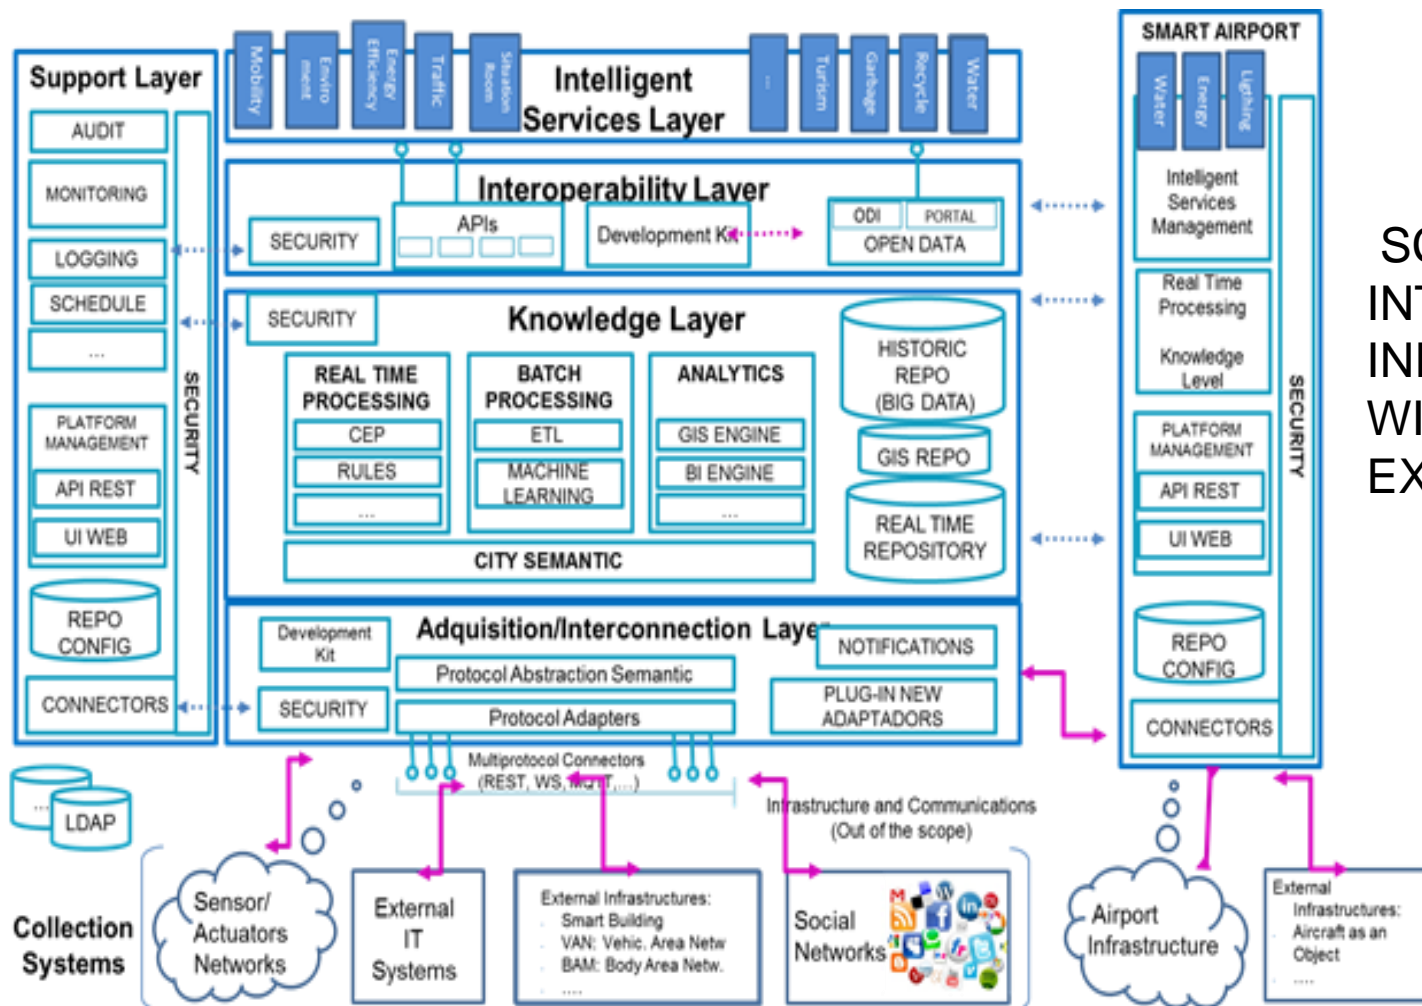 Support Layer
AUDIT
MONITORING
LOGGING
SCHEDULE
...
PLATFORM
MANAGEMENT
API REST
UI WEB
REPO
CONFIG
CONNECTORS
SECURITY
...
LDAP
Mobility
Enviro
ment
Energy
Efficiency
Traffic
Situation
Room
Intelligent
Services Layer
...
Turism
Garbage
Recycle
Water
Interoperability Layer
SECURITY
APIs
Development Kit
ODI
PORTAL
OPEN DATA
SECURITY
Knowledge Layer
REAL TIME
PROCESSING
CEP
RULES
...
BATCH
PROCESSING
ETL
MACHINE
LEARNING
ANALYTICS
GIS ENGINE
BI ENGINE
...
CITY SEMANTIC
HISTORIC
REPO
(BIG DATA)
GIS REPO
REAL TIME
REPOSITORY
Adquisition/Interconnection Layer
Development
Kit
SECURITY
Protocol Abstraction Semantic
Protocol Adapters
NOTIFICATIONS
PLUG-IN NEW
ADAPTADORS
Multiprotocol Connectors
(REST, WS, MQTT,...)
Infrastructure and Communications
(Out of the scope)
SMART AIRPORT
Water
Energy
Ligthing
Intelligent
Services
Management
Real Time
Processing
Knowledge
Level
PLATFORM
MANAGEMENT
API REST
UI WEB
REPO
CONFIG
CONNECTORS
SECURITY
Collection
Systems
Sensor/
Actuators
Networks
External
IT
Systems
External Infrastructures:
Smart Building
VAN: Vehic. Area Netw
BAM: Body Area Netw.
....
Social
Networks
Airport
Infrastructure
External
Infrastructures:
Aircraft as an
Object
....